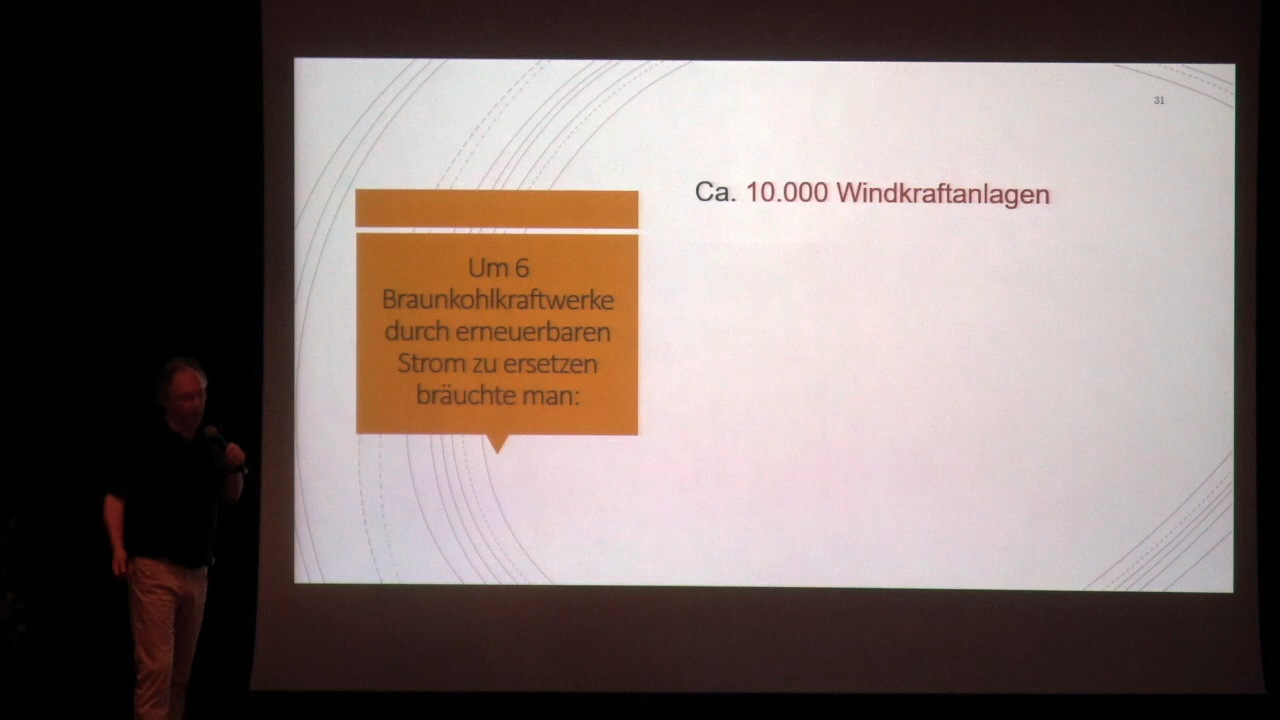 31
Ca. 10.000 Windkraftanlagen
Um 6
Braunkohlkraftwerke
durch erneuerbaren
Strom zu ersetzen
bräuchte man: